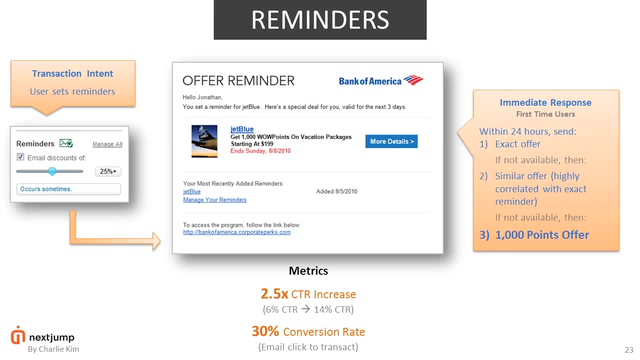 REMINDERS
Transaction Intent
User sets reminders
Reminders
Manage All
Email discounts of:
25%+
Occurs sometimes.
OFFER REMINDER
Bank of America
Hello Jonathan,
You set a reminder for jetBlue. Here's a special deal for you, valid for the next 3 days.
jetBlue
Get 1,000 WOWPoints On Vacation Packages
Starting At $199
Ends Sunday, 8/8/2010
More Details >
Your Most Recently Added Reminders:
jetBlue
Added 8/5/2010
Manage Your Reminders
To access the program, follow the link below:
http://bankofamerica.corporateperks.com
Immediate Response
First Time Users
Within 24 hours, send:
1) Exact offer
If not available, then:
2) Similar offer (highly
correlated with exact
reminder)
If not available, then:
3) 1,000 Points Offer
Metrics
2.5x CTR Increase
(6% CTR → 14% CTR)
30% Conversion Rate
(Email click to transact)
nextjump
By Charlie Kim
23